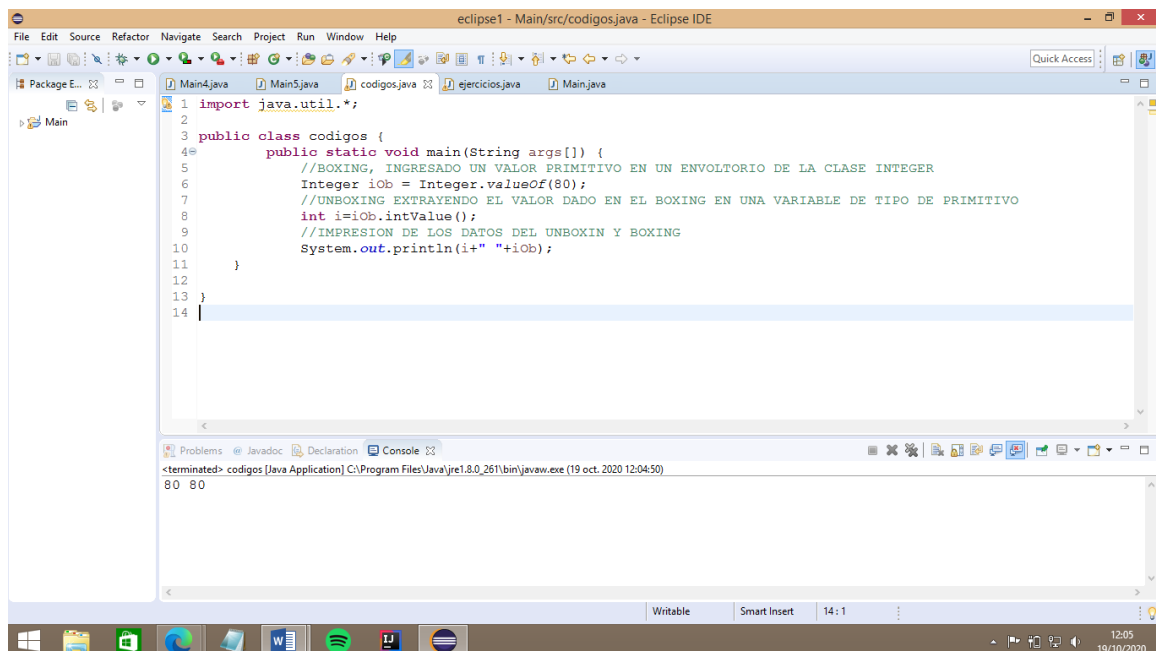 eclipse1 - Main/src/codigos.java - Eclipse IDE
File Edit Source Refactor Navigate Search Project Run Window Help
Quick Access
Package E...
Main4.java Main5.java codigos.java ejercicios.java Main.java
Main
1 import java.util.*;
2
3 public class codigos {
4 public static void main(String args[]) {
5 //BOXING, INGRESADO UN VALOR PRIMITIVO EN UN ENVOLTORIO DE LA CLASE INTEGER
6 Integer iOb = Integer.valueOf(80);
7 //UNBOXING EXTRAYENDO EL VALOR DADO EN EL BOXING EN UNA VARIABLE DE TIPO DE PRIMITIVO
8 int i=iOb.intValue();
9 //IMPRESION DE LOS DATOS DEL UNBOXIN Y BOXING
10 System.out.println(i+" "+iOb);
11 }
12
13 }
14
Problems Javadoc Declaration Console
<terminated> codigos [Java Application] C:\Program Files\Java\jre1.8.0_261\bin\javaw.exe (19 oct. 2020 12:04:50)
80 80
Writable Smart Insert 14 : 1
12:05
19/10/2020